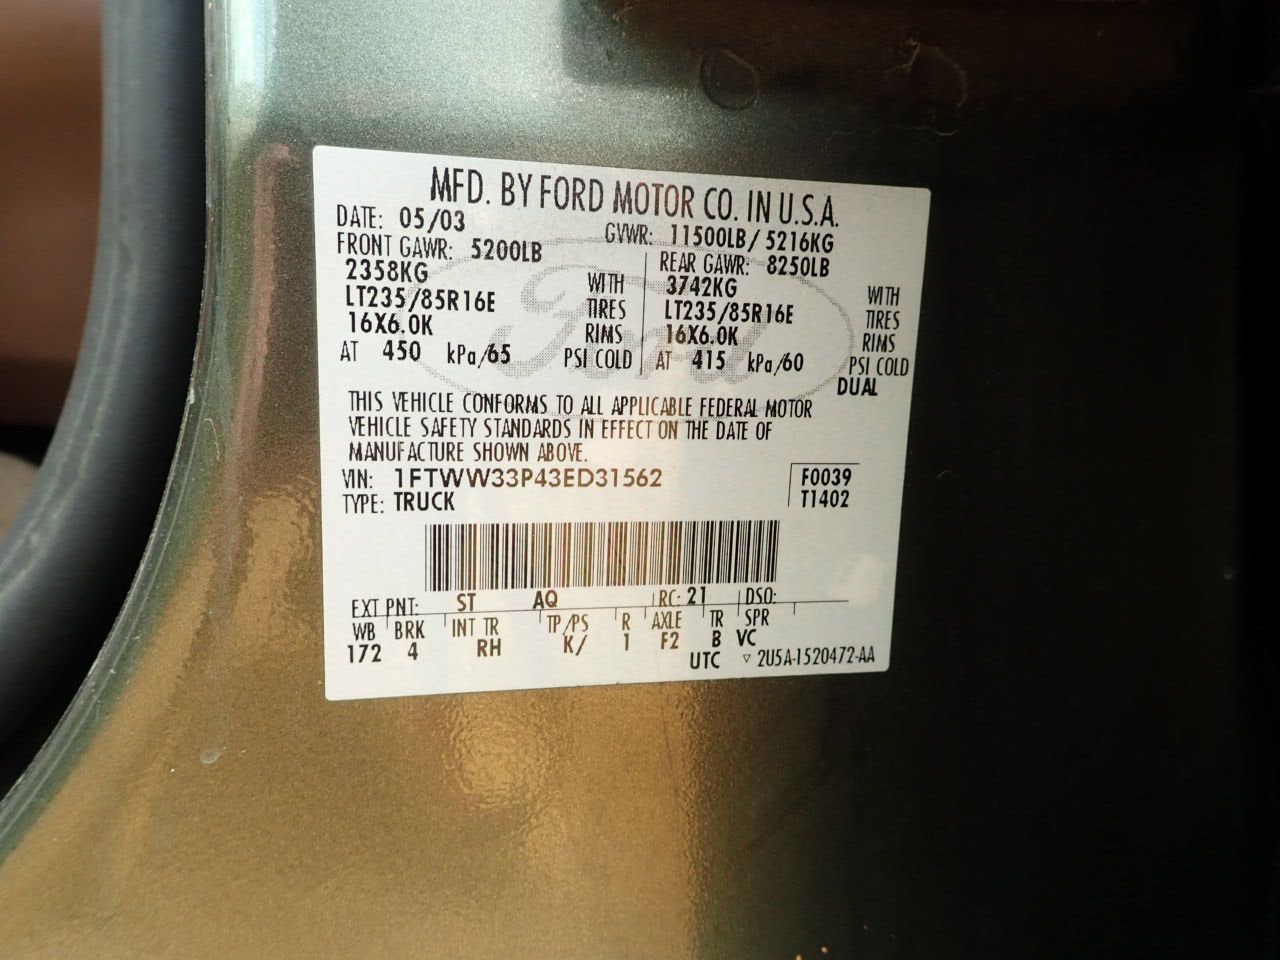 MFD. BY FORD MOTOR CO. IN U.S.A.
DATE: 05/03 GVWR: 11500LB/ 5216KG
FRONT GAWR: 5200LB REAR GAWR: 8250LB
2358KG WITH 3742KG WITH
LT235/85R16E TIRES LT235/85R16E TIRES
16X6.0K RIMS 16X6.0K RIMS
AT 450 kPa/65 PSI COLD AT 415 kPa/60 PSI COLD
DUAL
Ford
THIS VEHICLE CONFORMS TO ALL APPLICABLE FEDERAL MOTOR
VEHICLE SAFETY STANDARDS IN EFFECT ON THE DATE OF
MANUFACTURE SHOWN ABOVE.
VIN: 1FTWW33P43ED31562 F0039
TYPE: TRUCK T1402
EXT PNT: ST AQ RC: 21 DSO:
WB BRK INT TR TP/PS R AXLE TR SPR
172 4 RH K/ 1 F2 B VC
UTC ▽ 2U5A-1520472-AA